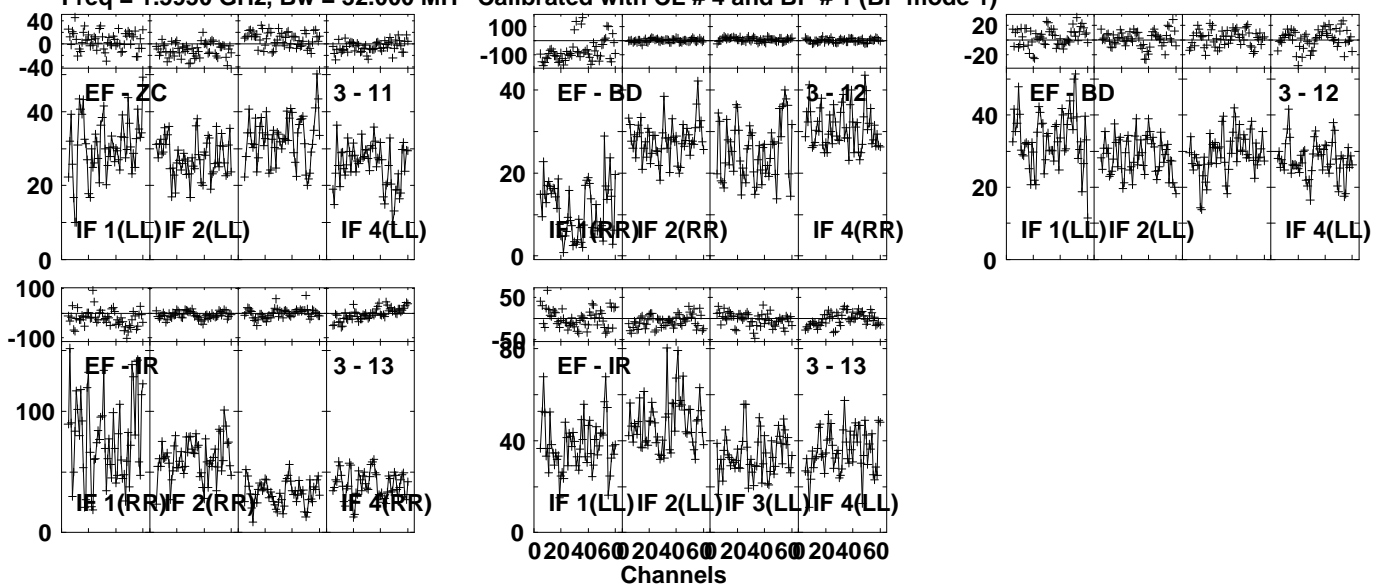 Freq = 1.5950 GHz, Bw = 32.000 MH Calibrated with CL # 4 and BP # 1 (BP mode 1)
40 0 -40
40 20 0
EF - ZC 3 - 11
IF 1(LL) IF 2(LL) IF 4(LL)
100 -100
40 20 0
EF - BD 3 - 12
IF 1(RR) IF 2(RR) IF 4(RR)
20 -20
40 20 0
EF - BD 3 - 12
IF 1(LL) IF 2(LL) IF 4(LL)
100 -100
100 0
EF - IR 3 - 13
IF 1(RR) IF 2(RR) IF 4(RR)
50 -50
80 40 0
EF - IR 3 - 13
IF 1(LL) IF 2(LL) IF 3(LL) IF 4(LL)
0 20 40 60 0 20 40 60 0 20 40 60 0 20 40 60
Channels